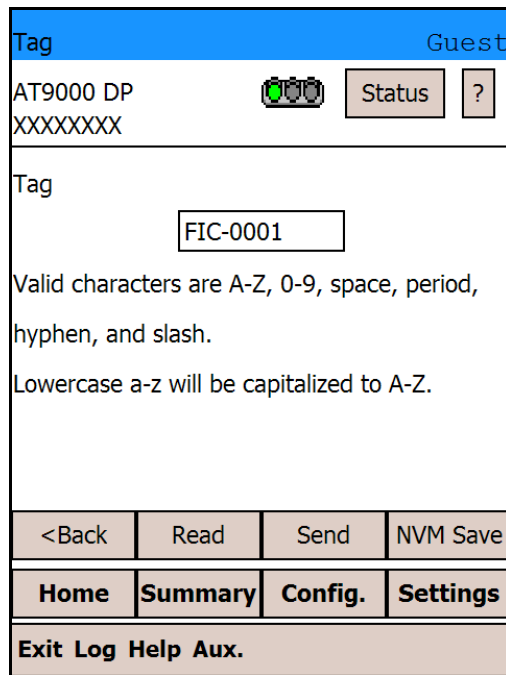 Tag Guest
AT9000 DP Status ?
XXXXXXXX
Tag
FIC-0001
Valid characters are A-Z, 0-9, space, period,
hyphen, and slash.
Lowercase a-z will be capitalized to A-Z.
<Back Read Send NVM Save
Home Summary Config. Settings
Exit Log Help Aux.